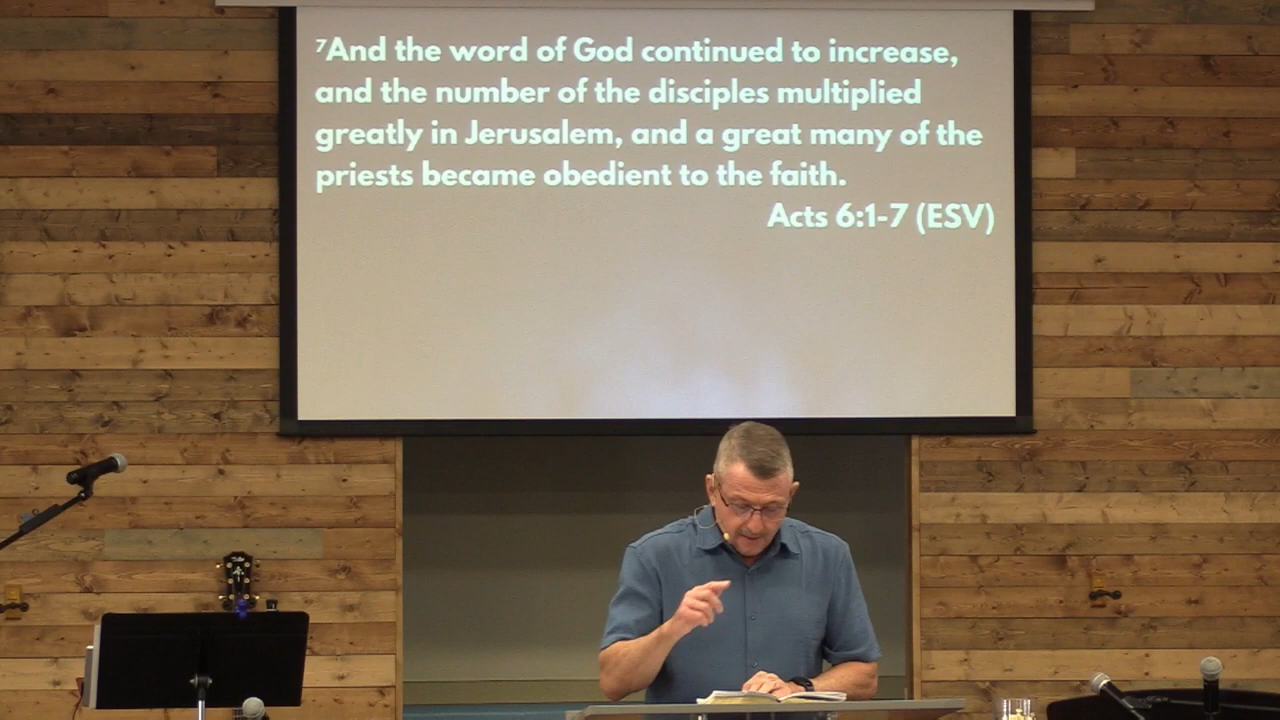 ⁷And the word of God continued to increase,
and the number of the disciples multiplied
greatly in Jerusalem, and a great many of the
priests became obedient to the faith.
Acts 6:1-7 (ESV)